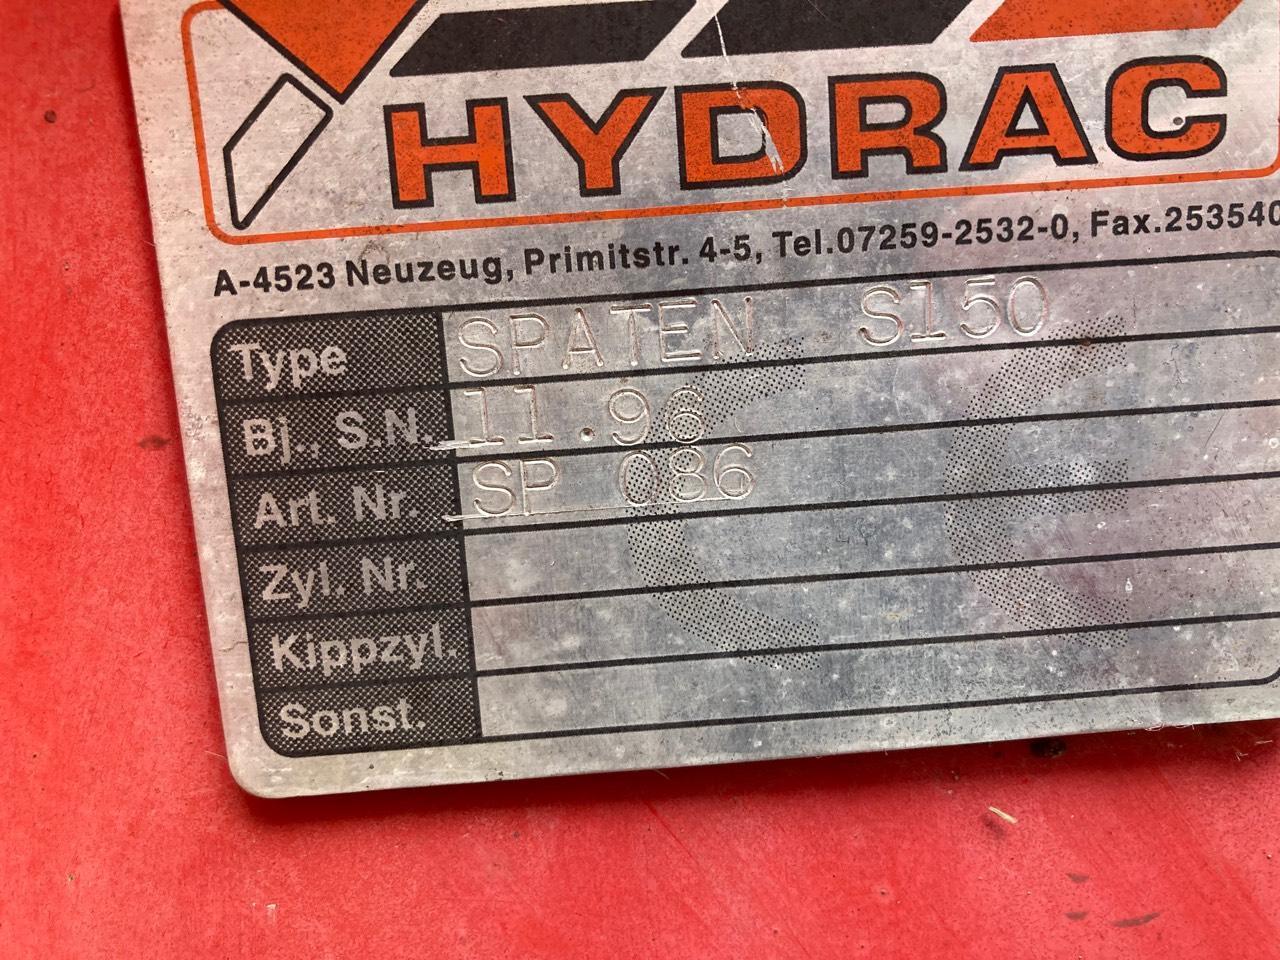 HYDRAC
A-4523 Neuzeug, Primitstr. 4-5, Tel.07259-2532-0, Fax.253540
Type SPATEN S150
Bj., S.N. 11.96
Art. Nr. SP 086
Zyl. Nr.
Kippzyl.
Sonst.